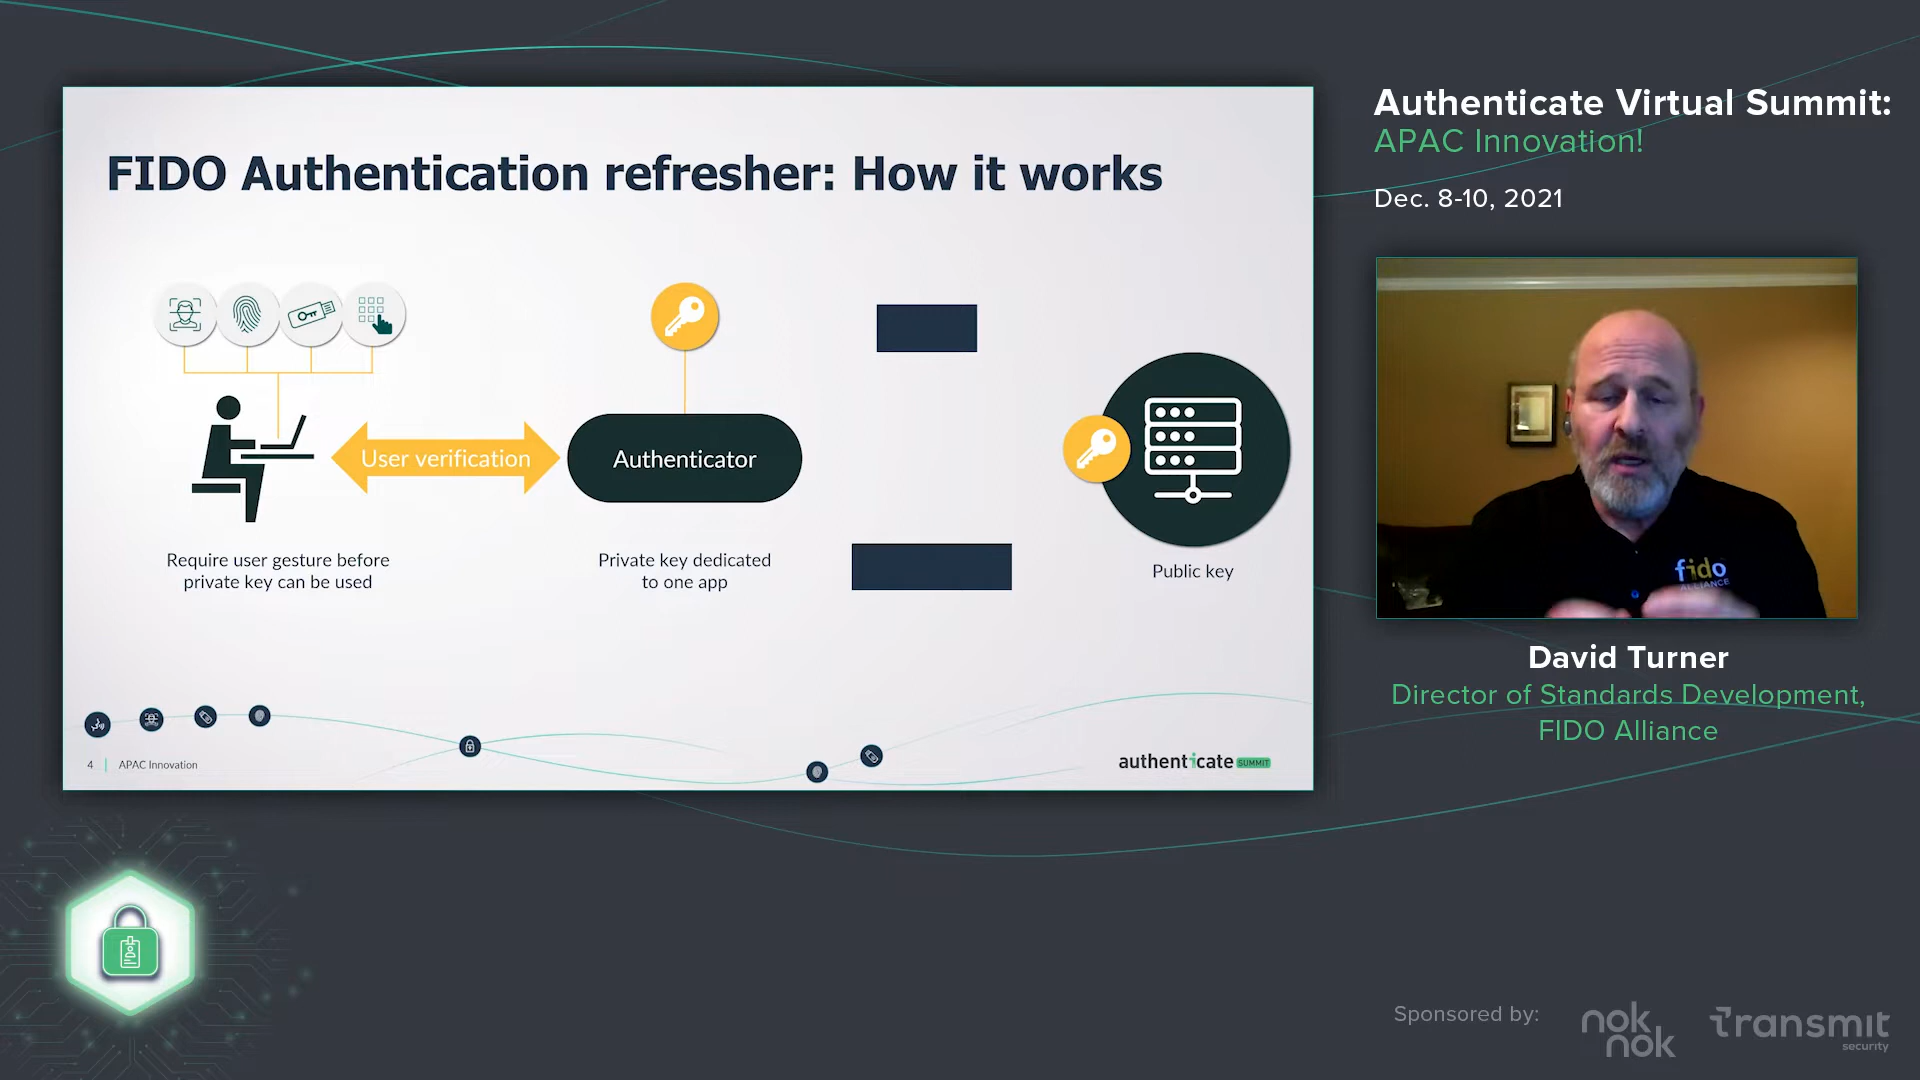 FIDO Authentication refresher: How it works
User verification
Authenticator
Require user gesture before
private key can be used
Private key dedicated
to one app
Public key
4 | APAC Innovation
authenticate SUMMIT
Authenticate Virtual Summit:
APAC Innovation!
Dec. 8-10, 2021
fido
ALLIANCE
David Turner
Director of Standards Development,
FIDO Alliance
Sponsored by:
nok
nok
Transmit
security